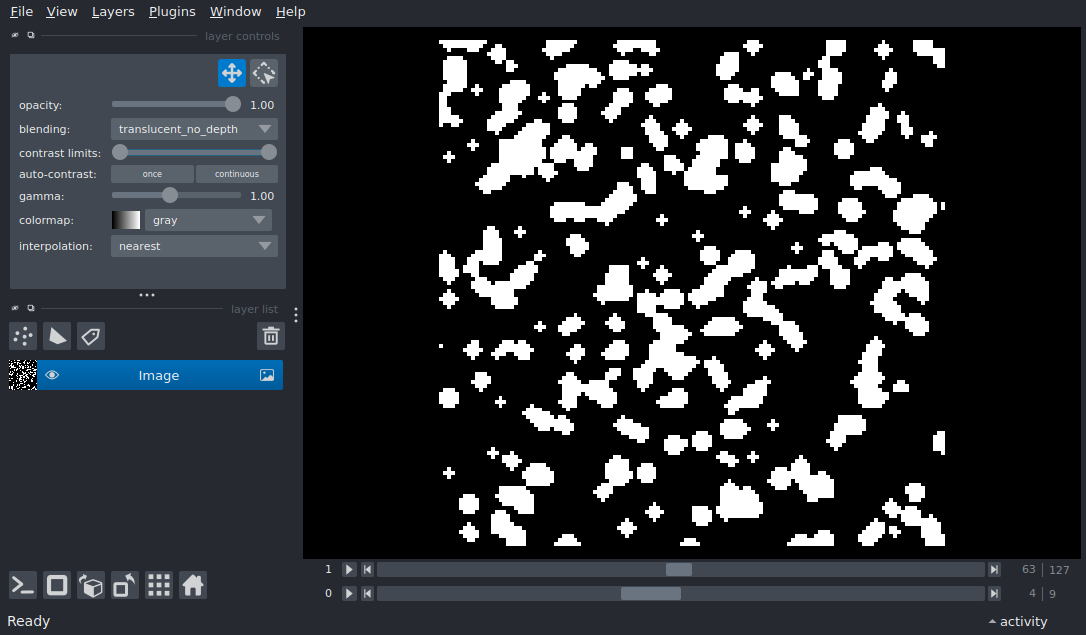 File View Layers Plugins Window Help
layer controls
opacity: 1.00
blending: translucent_no_depth
contrast limits:
auto-contrast: once continuous
gamma: 1.00
colormap: gray
interpolation: nearest
layer list
Image
1 63 127
0 4 9
Ready activity